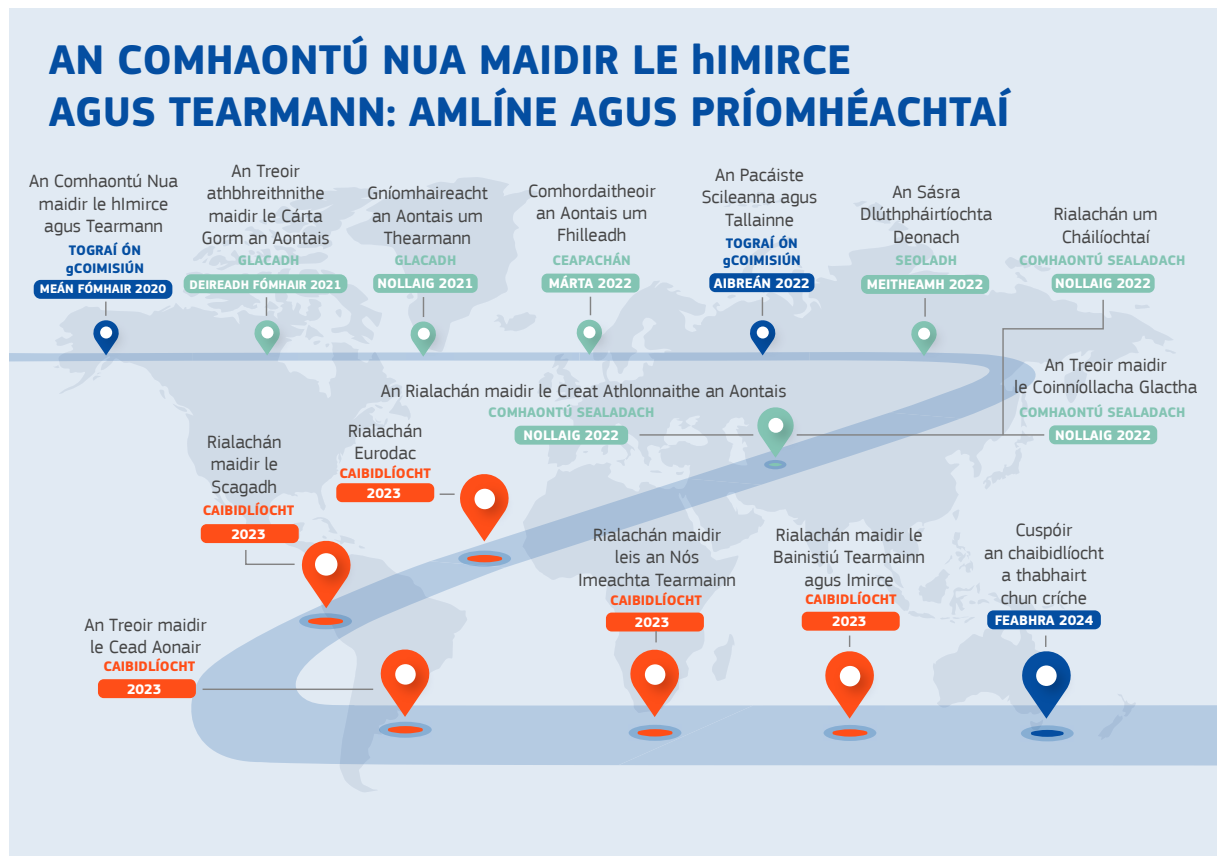 AN COMHAONTÚ NUA MAIDIR LE hIMIRCE
AGUS TEARMANN: AMLÍNE AGUS PRÍOMHÉACHTAÍ
An Comhaontú Nua
maidir le hImirce
agus Tearmann
TOGRAÍ ÓN
gCOIMISIÚN
MEÁN FÓMHAIR 2020
An Treoir
athbhreithnithe
maidir le Cárta
Gorm an Aontais
GLACADH
DEIREADH FÓMHAIR 2021
Gníomhaireacht
an Aontais um
Thearmann
GLACADH
NOLLAIG 2021
Comhordaitheoir
an Aontais um
Fhilleadh
CEAPACHÁN
MÁRTA 2022
An Pacáiste
Scileanna agus
Tallainne
TOGRAÍ ÓN
gCOIMISIÚN
AIBREÁN 2022
An Sásra
Dlúthpháirtíochta
Deonach
SEOLADH
MEITHEAMH 2022
Rialachán um
Cháilíochtaí
COMHAONTÚ SEALADACH
NOLLAIG 2022
An Rialachán maidir le Creat Athlonnaithe an Aontais
COMHAONTÚ SEALADACH
NOLLAIG 2022
An Treoir maidir
le Coinníollacha Glactha
COMHAONTÚ SEALADACH
NOLLAIG 2022
Rialachán
Eurodac
CAIBIDLÍOCHT
2023
Rialachán
maidir le
Scagadh
CAIBIDLÍOCHT
2023
An Treoir maidir
le Cead Aonair
CAIBIDLÍOCHT
2023
Rialachán maidir
leis an Nós
Imeachta Tearmainn
CAIBIDLÍOCHT
2023
Rialachán maidir le
Bainistiú Tearmainn
agus Imirce
CAIBIDLÍOCHT
2023
Cuspóir
an chaibidlíocht
a thabhairt
chun críche
FEABHRA 2024